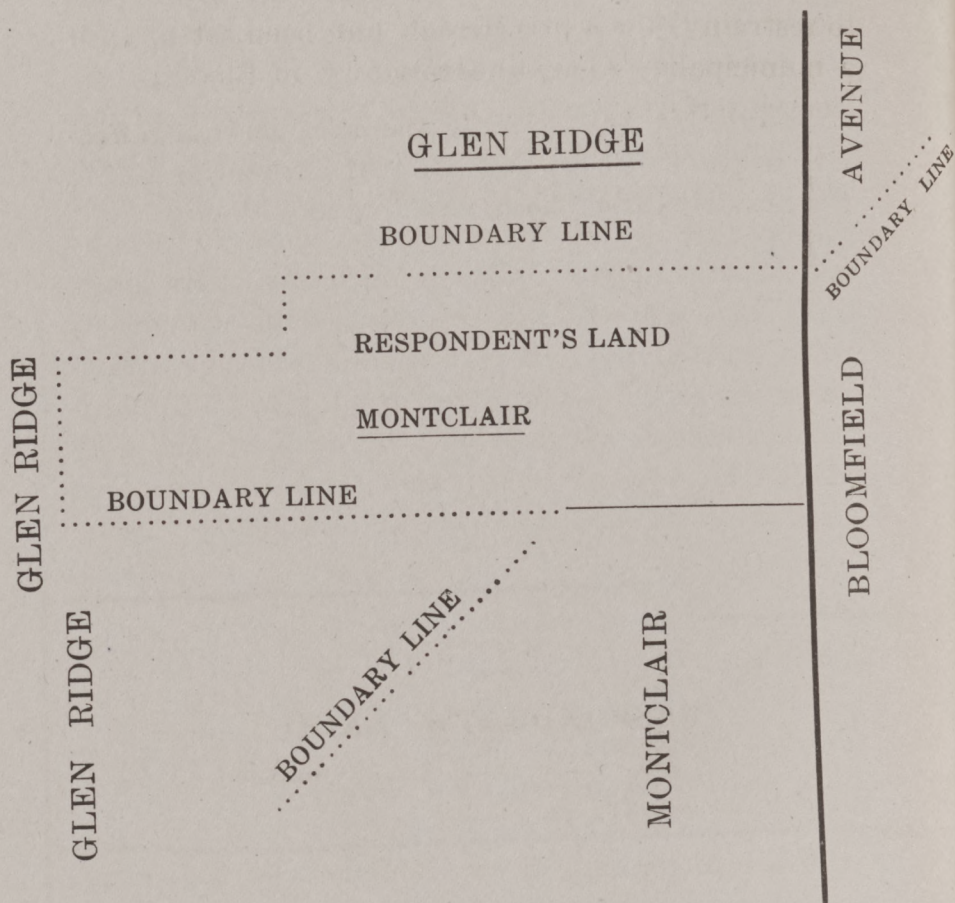 GLEN RIDGE
BOUNDARY LINE
AVENUE
BOUNDARY LINE
RESPONDENT'S LAND
MONTCLAIR
GLEN RIDGE
BOUNDARY LINE
BLOOMFIELD
BOUNDARY LINE
GLEN RIDGE
MONTCLAIR